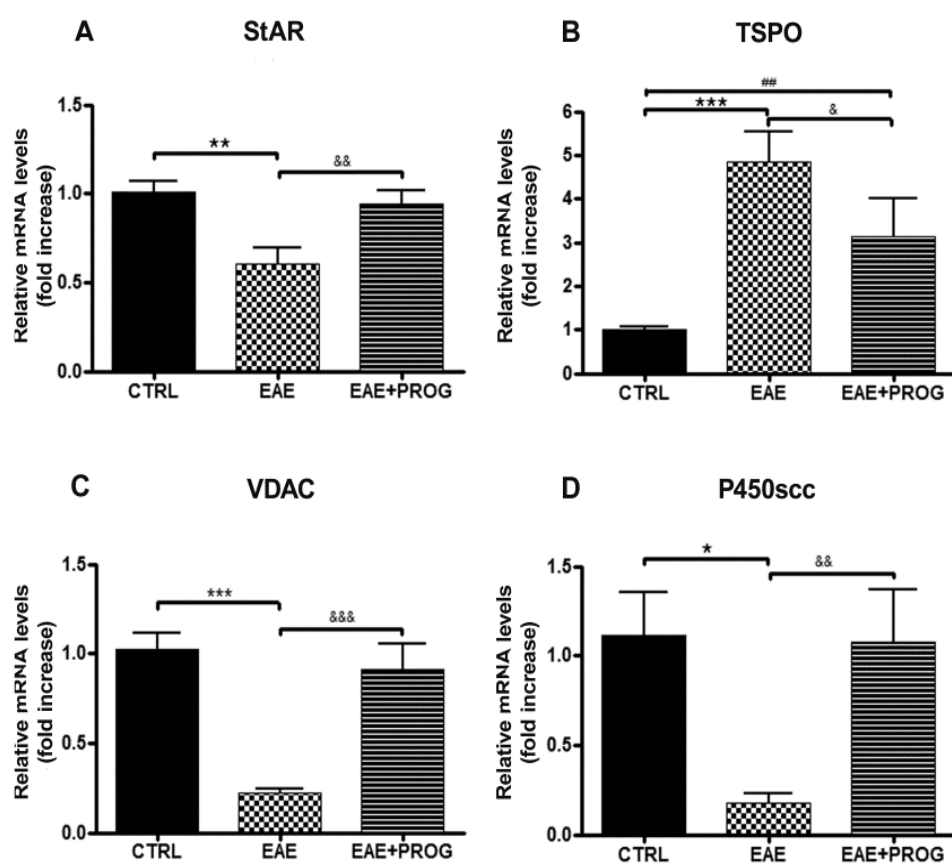 A
StAR
Relative mRNA levels
(fold increase)
1.5
1.0
0.5
0.0
**
&&
CTRL
EAE
EAE+PROG
B
TSPO
Relative mRNA levels
(fold increase)
6
5
4
3
2
1
0
##
***
&
CTRL
EAE
EAE+PROG
C
VDAC
Relative mRNA levels
(fold increase)
1.5
1.0
0.5
0.0
***
&&&
CTRL
EAE
EAE+PROG
D
P450scc
Relative mRNA levels
(fold increase)
1.5
1.0
0.5
0.0
*
&&
CTRL
EAE
EAE+PROG